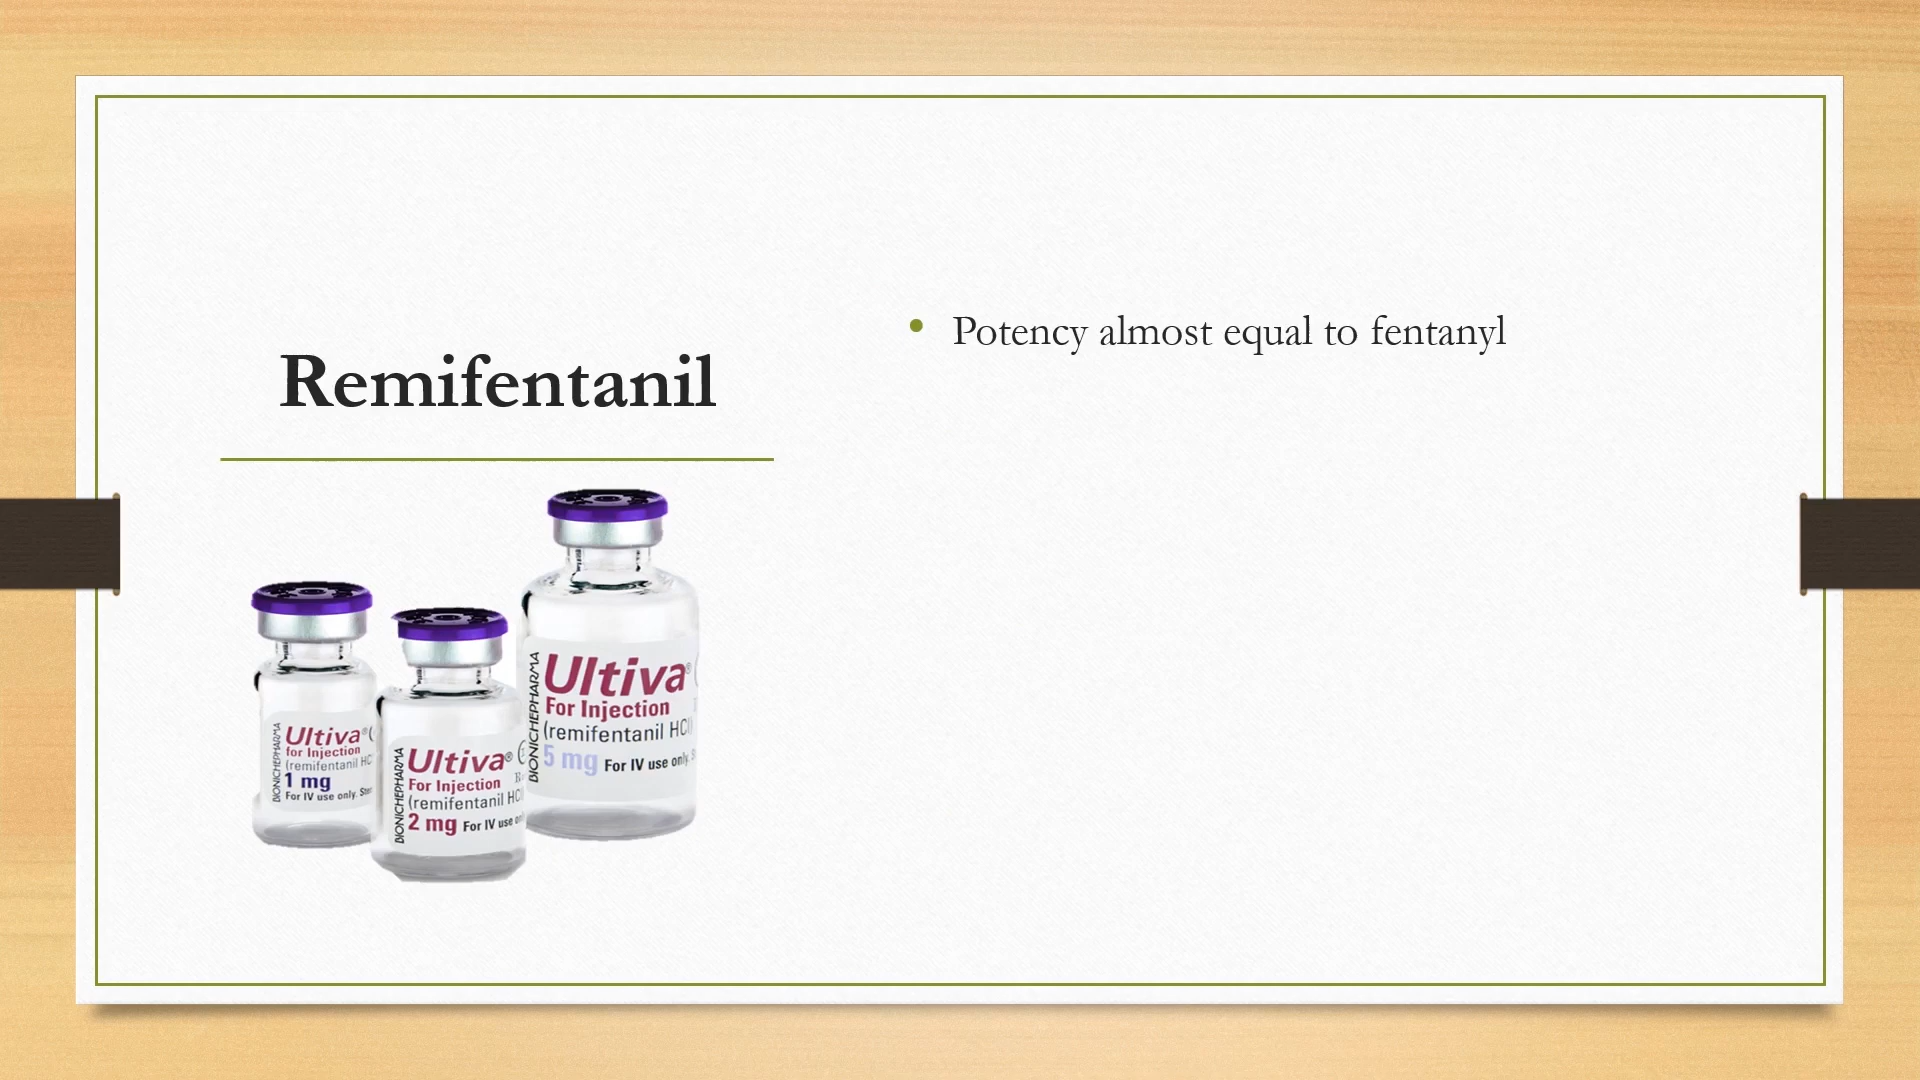 Remifentanil
• Potency almost equal to fentanyl
BIONICHEPHARMA
Ultiva®
for Injection
(remifentanil HC
1 mg
For IV use only.
BIONICHEPHARMA
Ultiva®
For Injection
(remifentanil HC
2 mg For IV use
BIONICHEPHARMA
Ultiva®
For Injection
(remifentanil HCl)
5 mg For IV use only.